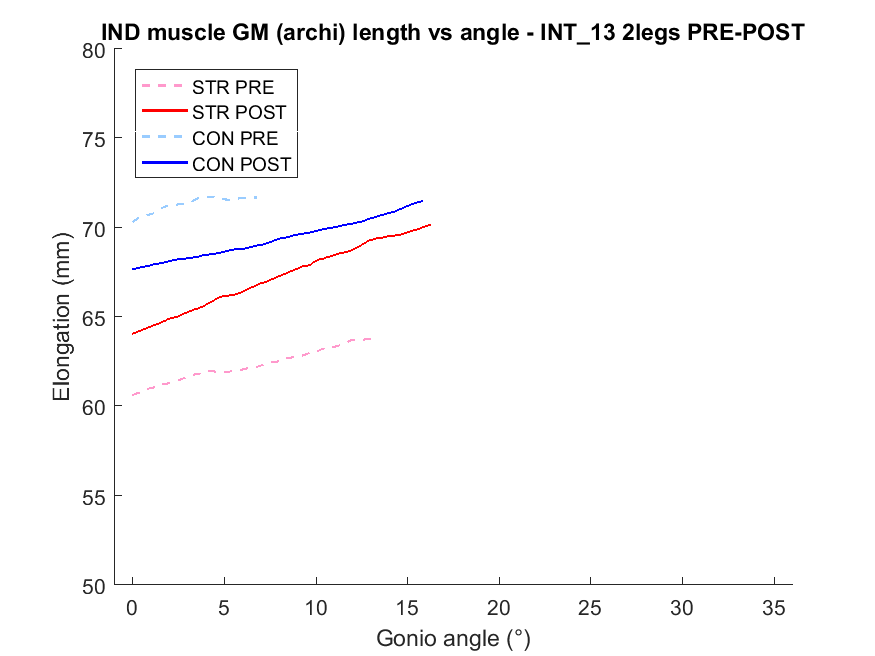 IND muscle GM (archi) length vs angle - INT_13 2legs PRE-POST
80
STR PRE
STR POST
CON PRE
CON POST
75
70
65
60
55
50
Elongation (mm)
0 5 10 15 20 25 30 35
Gonio angle (°)